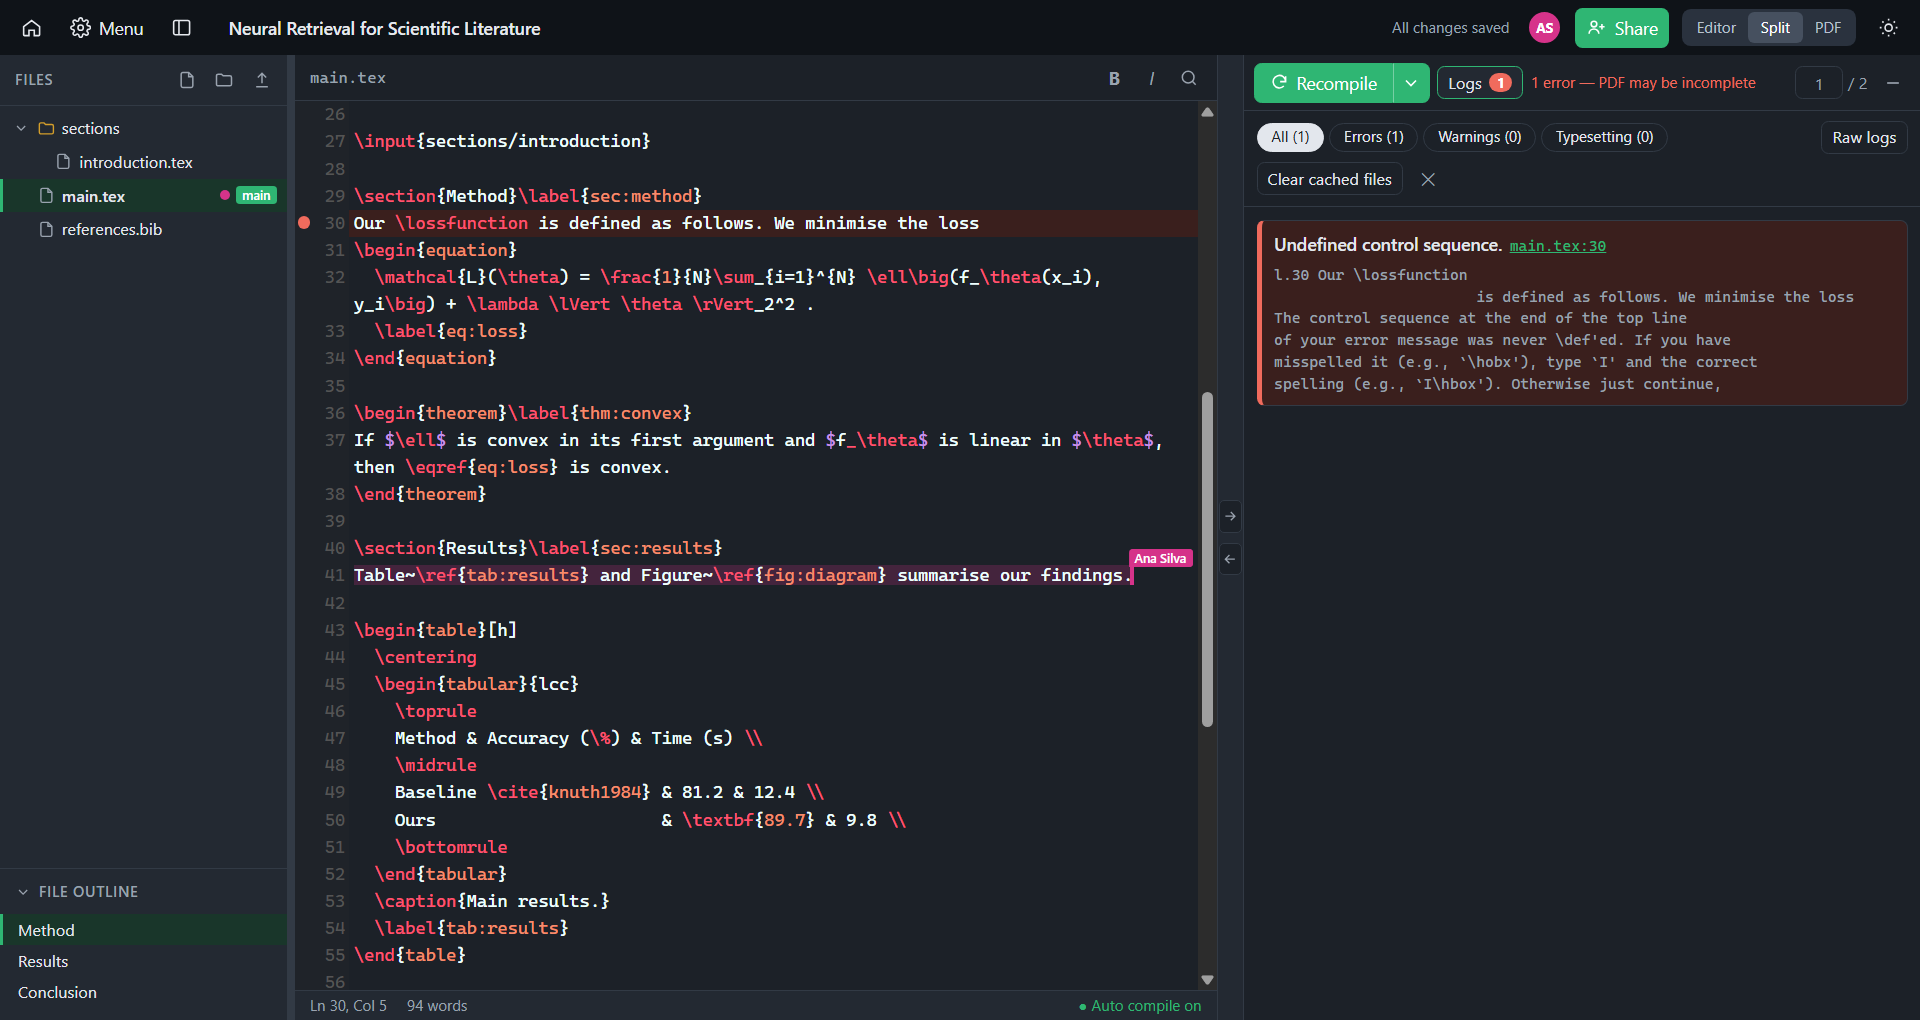 Menu
Neural Retrieval for Scientific Literature
All changes saved
AS
Share
Editor
Split
PDF
FILES
sections
introduction.tex
main.tex
main
references.bib
FILE OUTLINE
Method
Results
Conclusion
main.tex
B
I
26
27 \input{sections/introduction}
28
29 \section{Method}\label{sec:method}
30 Our \lossfunction is defined as follows. We minimise the loss
31 \begin{equation}
32   \mathcal{L}(\theta) = \frac{1}{N}\sum_{i=1}^{N} \ell\big(f_\theta(x_i),
y_i\big) + \lambda \lVert \theta \rVert_2^2 .
33   \label{eq:loss}
34 \end{equation}
35
36 \begin{theorem}\label{thm:convex}
37 If $\ell$ is convex in its first argument and $f_\theta$ is linear in $\theta$,
then \eqref{eq:loss} is convex.
38 \end{theorem}
39
40 \section{Results}\label{sec:results}
Ana Silva
41 Table~\ref{tab:results} and Figure~\ref{fig:diagram} summarise our findings.
42
43 \begin{table}[h]
44   \centering
45   \begin{tabular}{lcc}
46     \toprule
47     Method & Accuracy (\%) & Time (s) \\
48     \midrule
49     Baseline \cite{knuth1984} & 81.2 & 12.4 \\
50     Ours                      & \textbf{89.7} & 9.8 \\
51     \bottomrule
52   \end{tabular}
53   \caption{Main results.}
54   \label{tab:results}
55 \end{table}
56
Ln 30, Col 5
94 words
Auto compile on
Recompile
Logs 1
1 error — PDF may be incomplete
1 / 2
All (1)
Errors (1)
Warnings (0)
Typesetting (0)
Raw logs
Clear cached files
Undefined control sequence. main.tex:30
l.30 Our \lossfunction
is defined as follows. We minimise the loss
The control sequence at the end of the top line
of your error message was never \def'ed. If you have
misspelled it (e.g., `\hobx'), type `I' and the correct
spelling (e.g., `I\hbox'). Otherwise just continue,